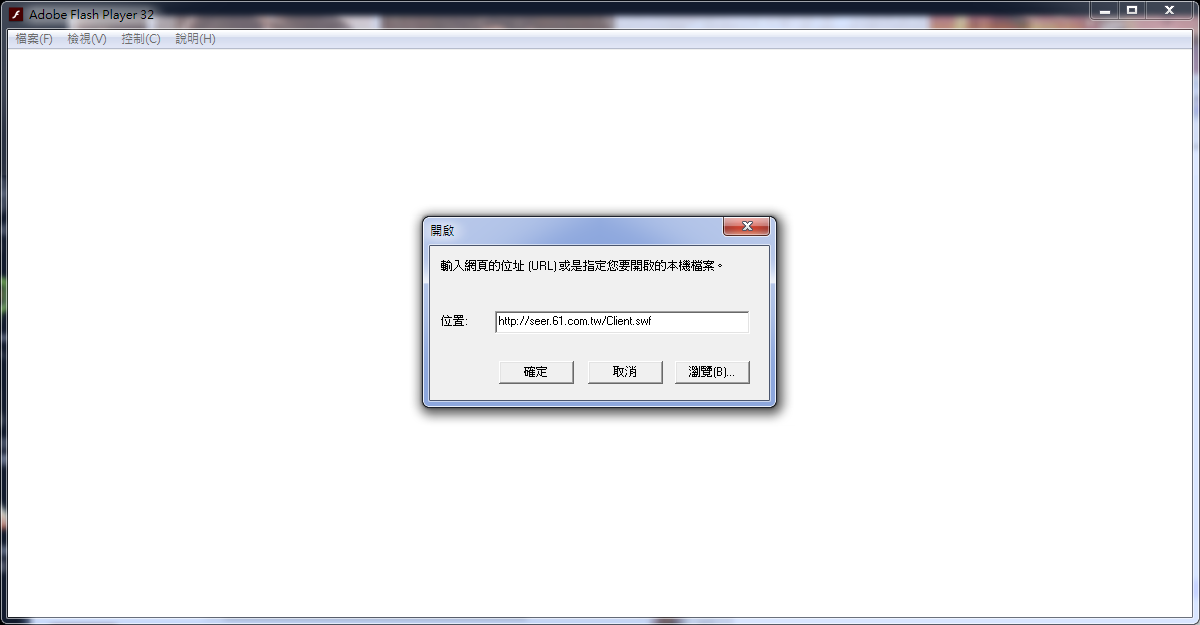 Adobe Flash Player 32
檔案(F) 檢視(V) 控制(C) 說明(H)
開啟
輸入網頁的位址 (URL) 或是指定您要開啟的本機檔案。
位置: http://seer.61.com.tw/Client.swf
確定 取消 瀏覽(B)...